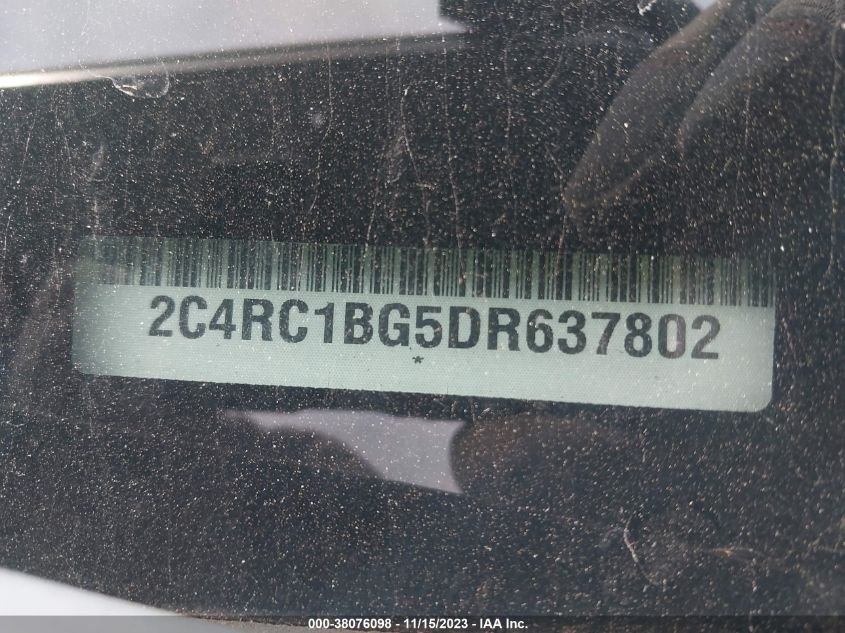 2C4RC1BG5DR637802
*
000-38076098 - 11/15/2023 - IAA Inc.